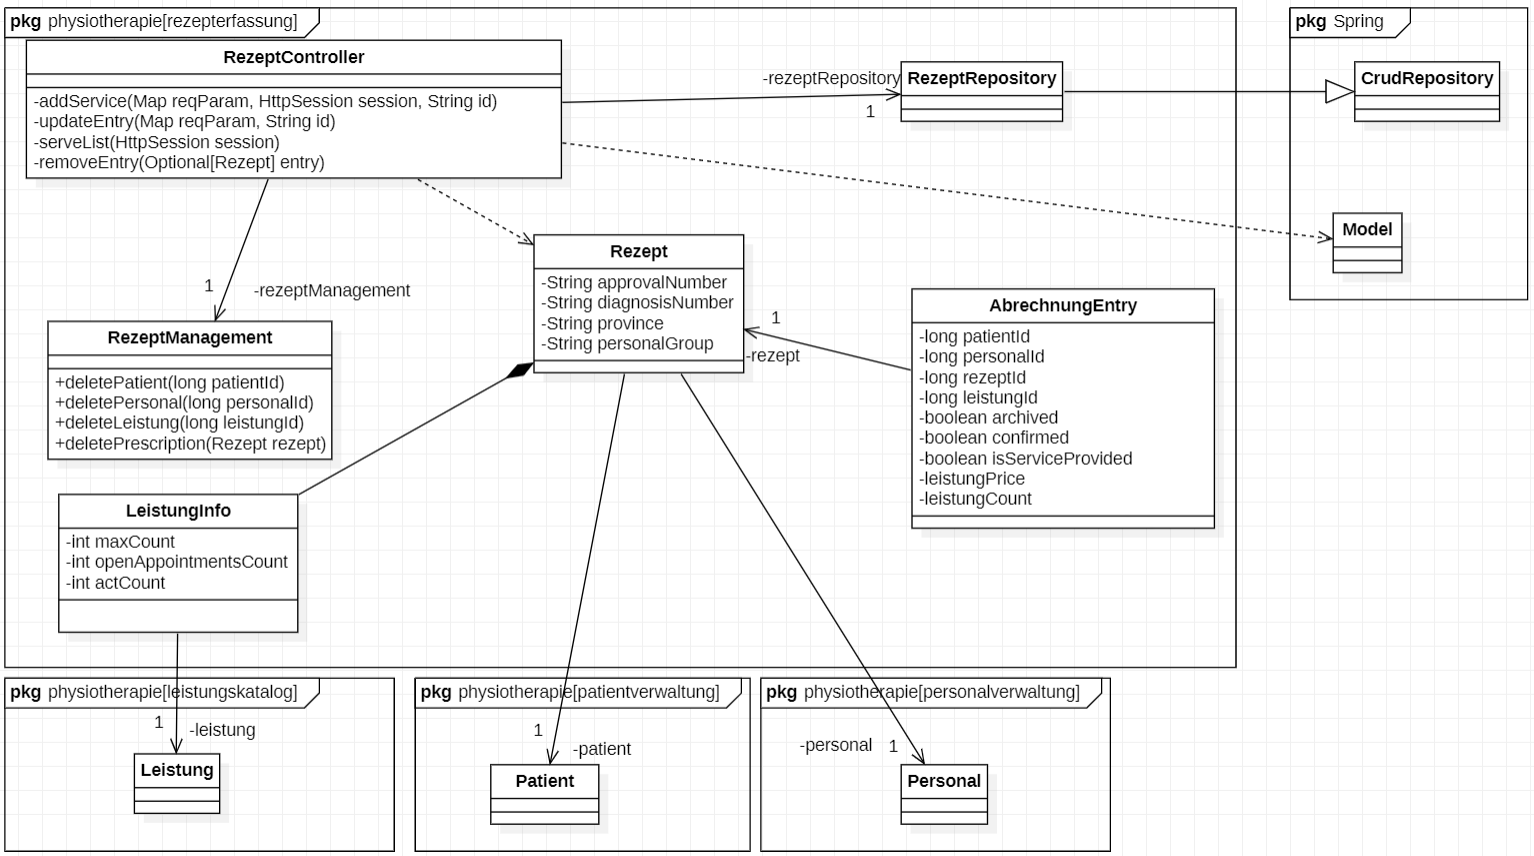 pkg physiotherapie[rezepterfassung]
RezeptController
-addService(Map reqParam, HttpSession session, String id)
-updateEntry(Map reqParam, String id)
-serveList(HttpSession session)
-removeEntry(Optional[Rezept] entry)
-rezeptRepository
1
RezeptRepository
pkg Spring
CrudRepository
Model
1
-rezeptManagement
RezeptManagement
+deletePatient(long patientId)
+deletePersonal(long personalId)
+deleteLeistung(long leistungId)
+deletePrescription(Rezept rezept)
Rezept
-String approvalNumber
-String diagnosisNumber
-String province
-String personalGroup
1
-rezept
AbrechnungEntry
-long patientId
-long personalId
-long rezeptId
-long leistungId
-boolean archived
-boolean confirmed
-boolean isServiceProvided
-leistungPrice
-leistungCount
LeistungInfo
-int maxCount
-int openAppointmentsCount
-int actCount
pkg physiotherapie[leistungskatalog]
1
-leistung
Leistung
pkg physiotherapie[patientverwaltung]
1
-patient
Patient
pkg physiotherapie[personalverwaltung]
-personal
1
Personal